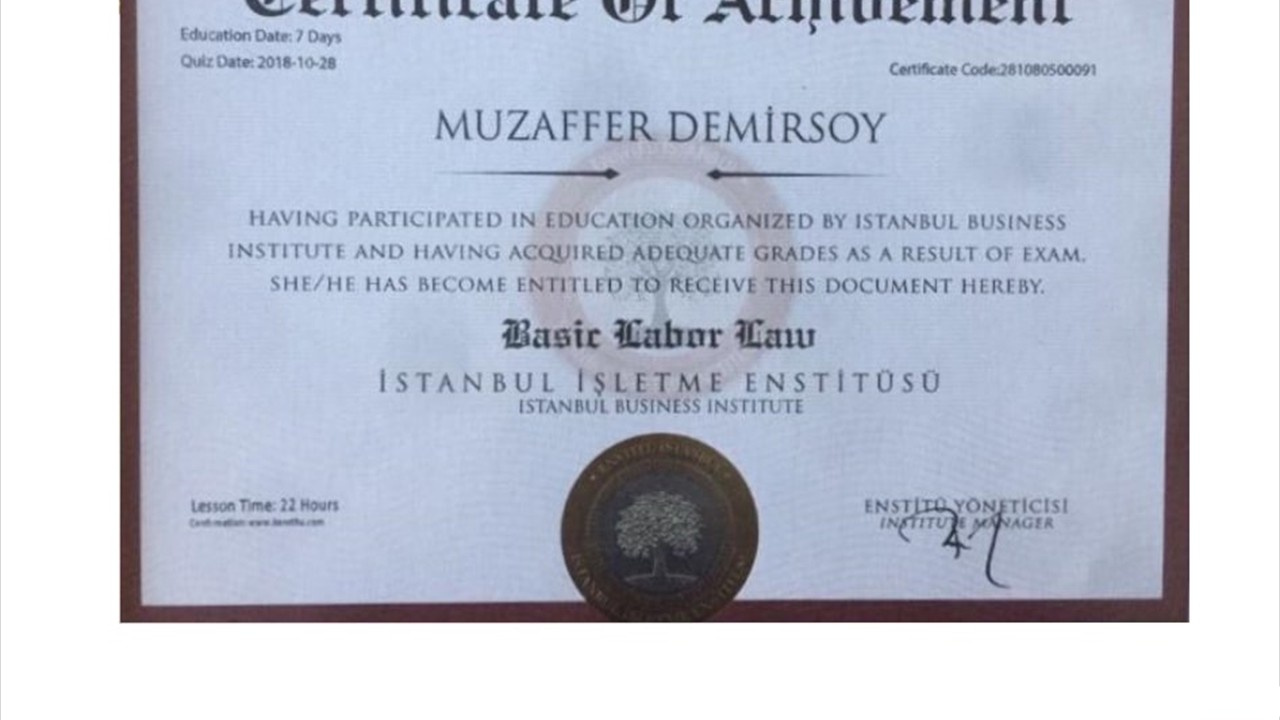 Certificate Of Achivement
Education Date: 7 Days
Quiz Date: 2018-10-28
Certificate Code:281080500091
MUZAFFER DEMİRSOY
HAVING PARTICIPATED IN EDUCATION ORGANIZED BY ISTANBUL BUSINESS
INSTITUTE AND HAVING ACQUIRED ADEQUATE GRADES AS A RESULT OF EXAM.
SHE/HE HAS BECOME ENTITLED TO RECEIVE THIS DOCUMENT HEREBY.
Basic Labor Law
İSTANBUL İŞLETME ENSTİTÜSÜ
ISTANBUL BUSINESS INSTITUTE
Lesson Time: 22 Hours
ENSTİTÜ YÖNETİCİSİ
INSTITUTE MANAGER